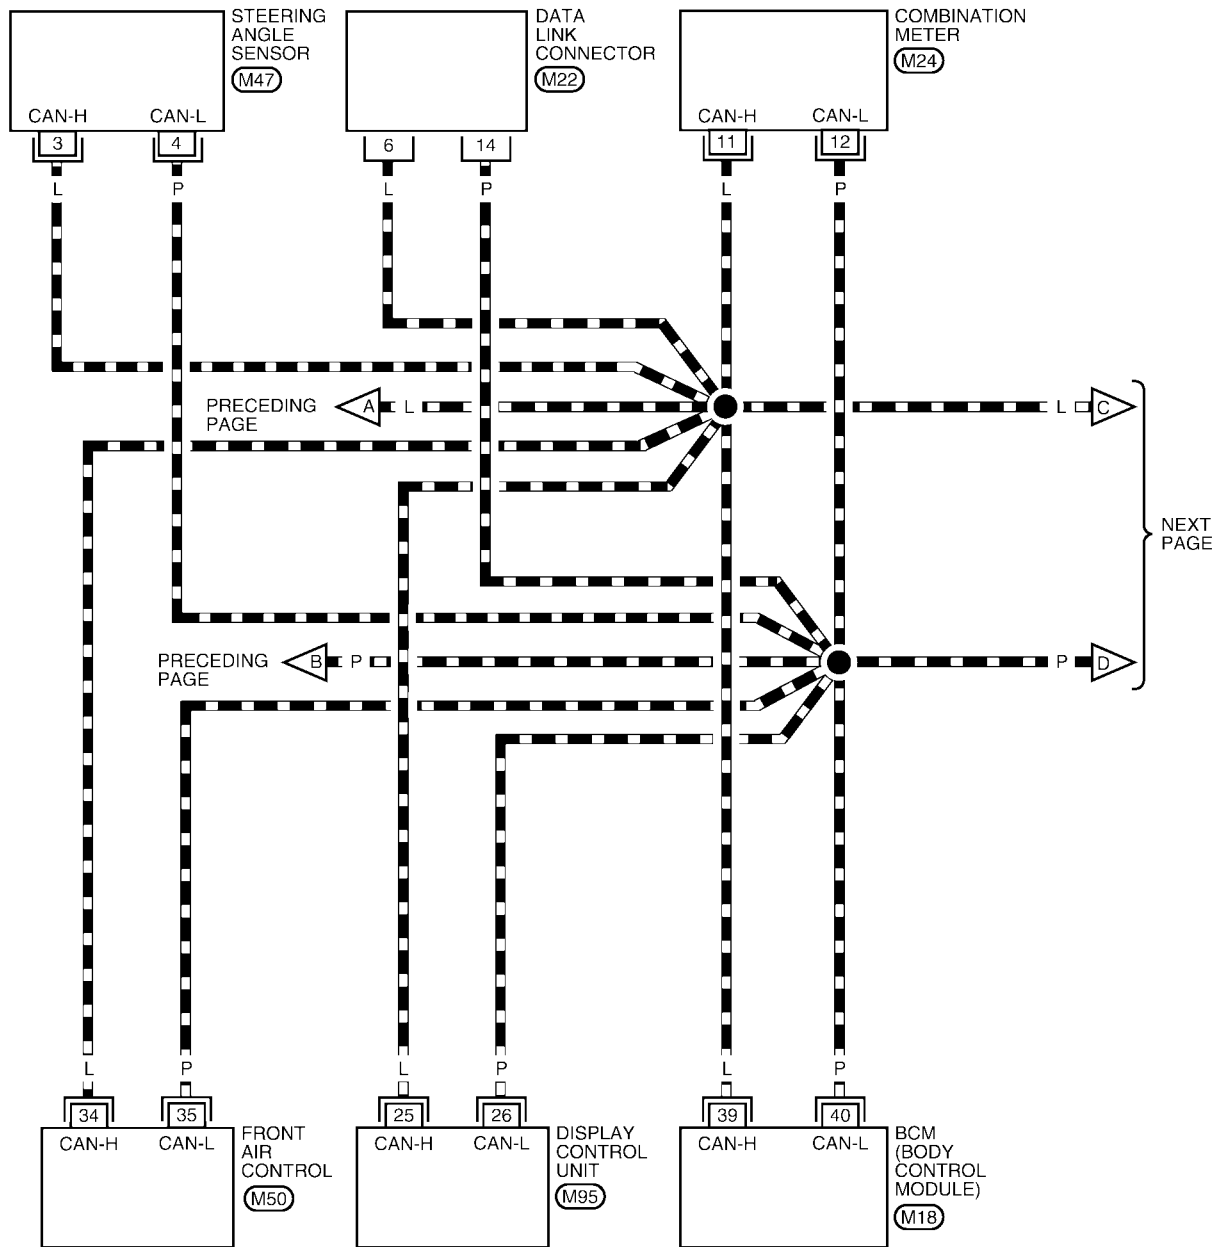 STEERING
ANGLE
SENSOR
M47
CAN-H
CAN-L
3
4
L
P
DATA
LINK
CONNECTOR
M22
6
14
L
P
COMBINATION
METER
M24
CAN-H
CAN-L
11
12
L
P
PRECEDING
PAGE
A
L
L
C
NEXT
PAGE
PRECEDING
PAGE
B
P
P
D
L
P
34
35
CAN-H
CAN-L
FRONT
AIR
CONTROL
M50
L
P
25
26
CAN-H
CAN-L
DISPLAY
CONTROL
UNIT
M95
L
P
39
40
CAN-H
CAN-L
BCM
(BODY
CONTROL
MODULE)
M18